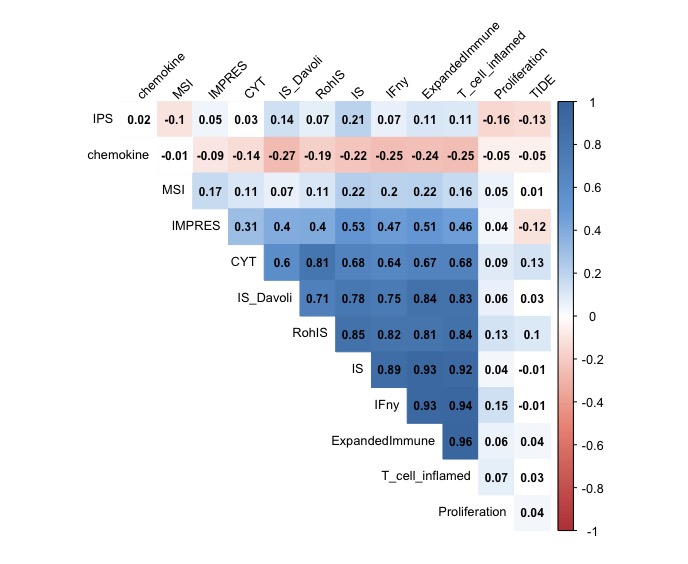 chemokine MSI IMPRES CYT IS_Davoli RohIS IS IFny ExpandedImmune T_cell_inflamed Proliferation TIDE
IPS 0.02 -0.1 0.05 0.03 0.14 0.07 0.21 0.07 0.11 0.11 -0.16 -0.13
chemokine -0.01 -0.09 -0.14 -0.27 -0.19 -0.22 -0.25 -0.24 -0.25 -0.05 -0.05
MSI 0.17 0.11 0.07 0.11 0.22 0.2 0.22 0.16 0.05 0.01
IMPRES 0.31 0.4 0.4 0.53 0.47 0.51 0.46 0.04 -0.12
CYT 0.6 0.81 0.68 0.64 0.67 0.68 0.09 0.13
IS_Davoli 0.71 0.78 0.75 0.84 0.83 0.06 0.03
RohIS 0.85 0.82 0.81 0.84 0.13 0.1
IS 0.89 0.93 0.92 0.04 -0.01
IFny 0.93 0.94 0.15 -0.01
ExpandedImmune 0.96 0.06 0.04
T_cell_inflamed 0.07 0.03
Proliferation 0.04
1
0.8
0.6
0.4
0.2
0
-0.2
-0.4
-0.6
-0.8
-1